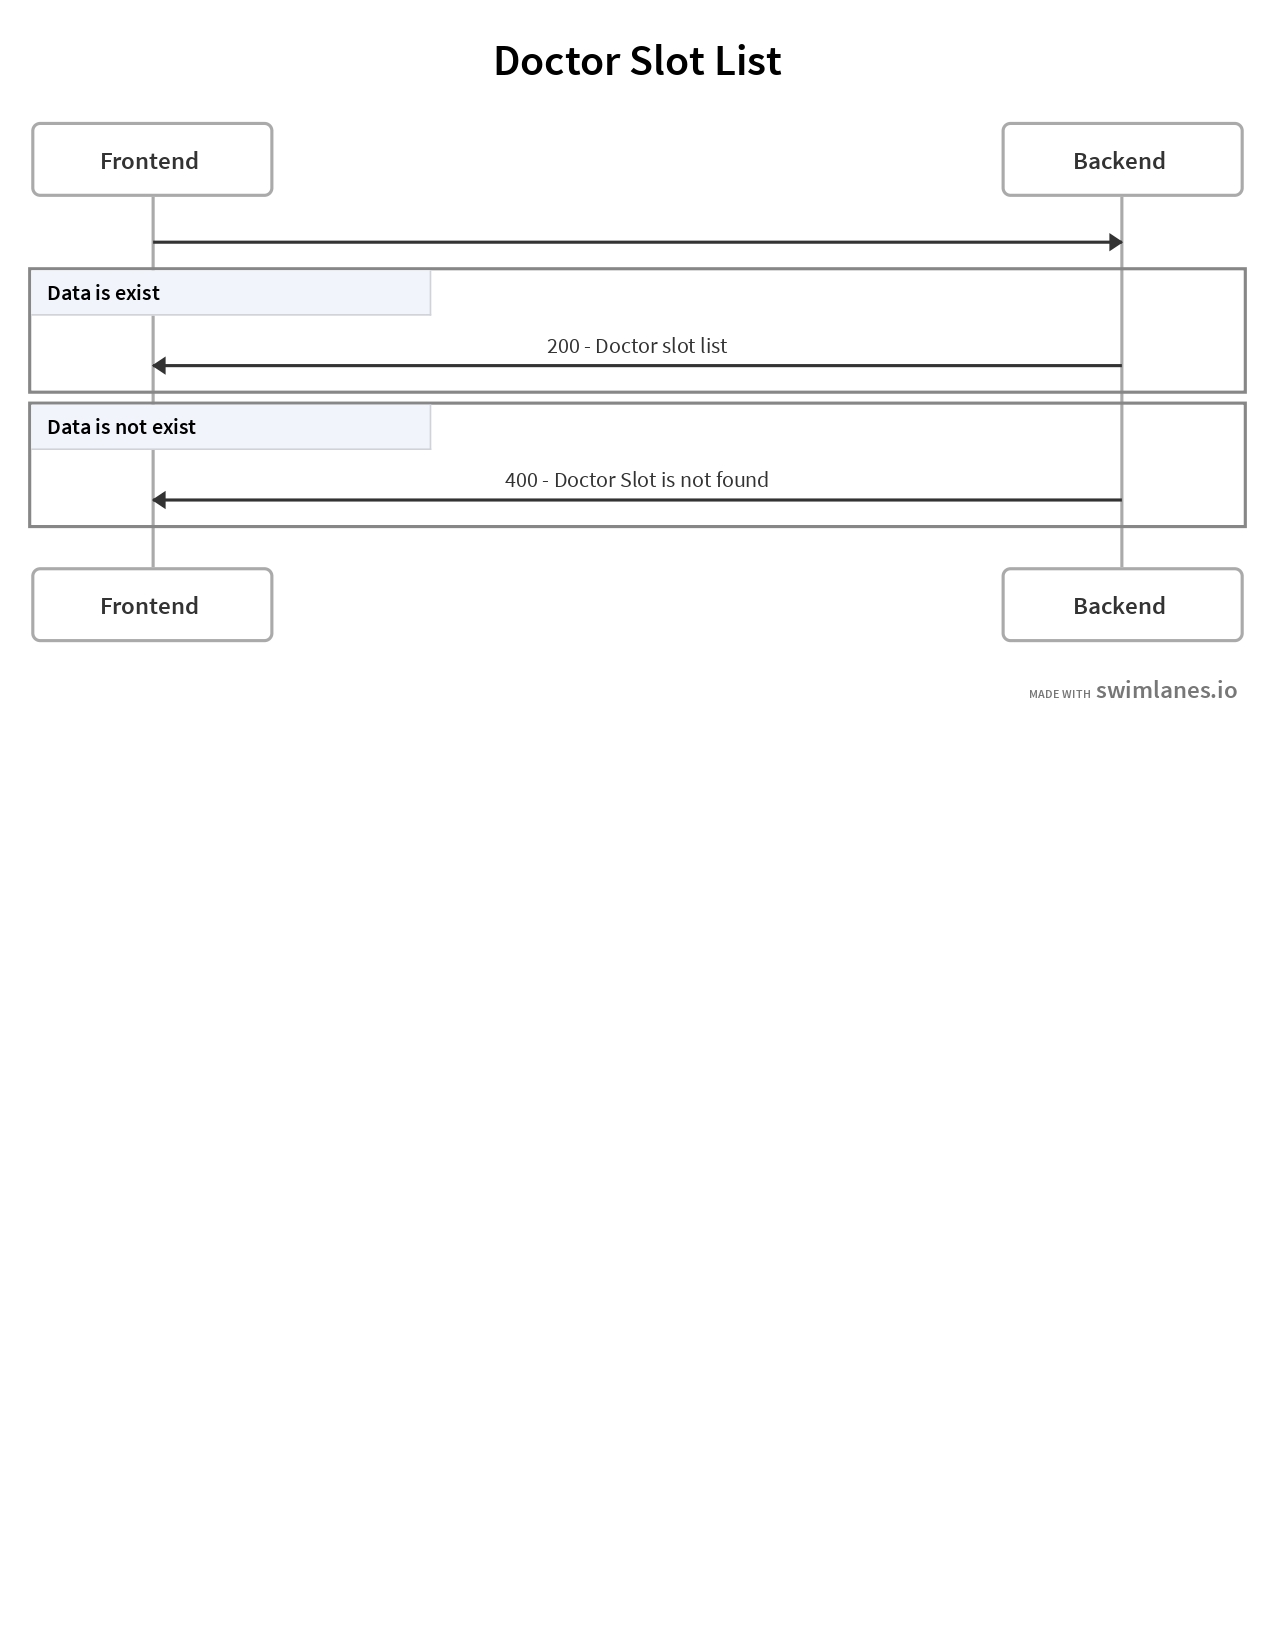 Doctor Slot List
Frontend
Backend
Data is exist
200 - Doctor slot list
Data is not exist
400 - Doctor Slot is not found
Frontend
Backend
MADE WITH swimlanes.io